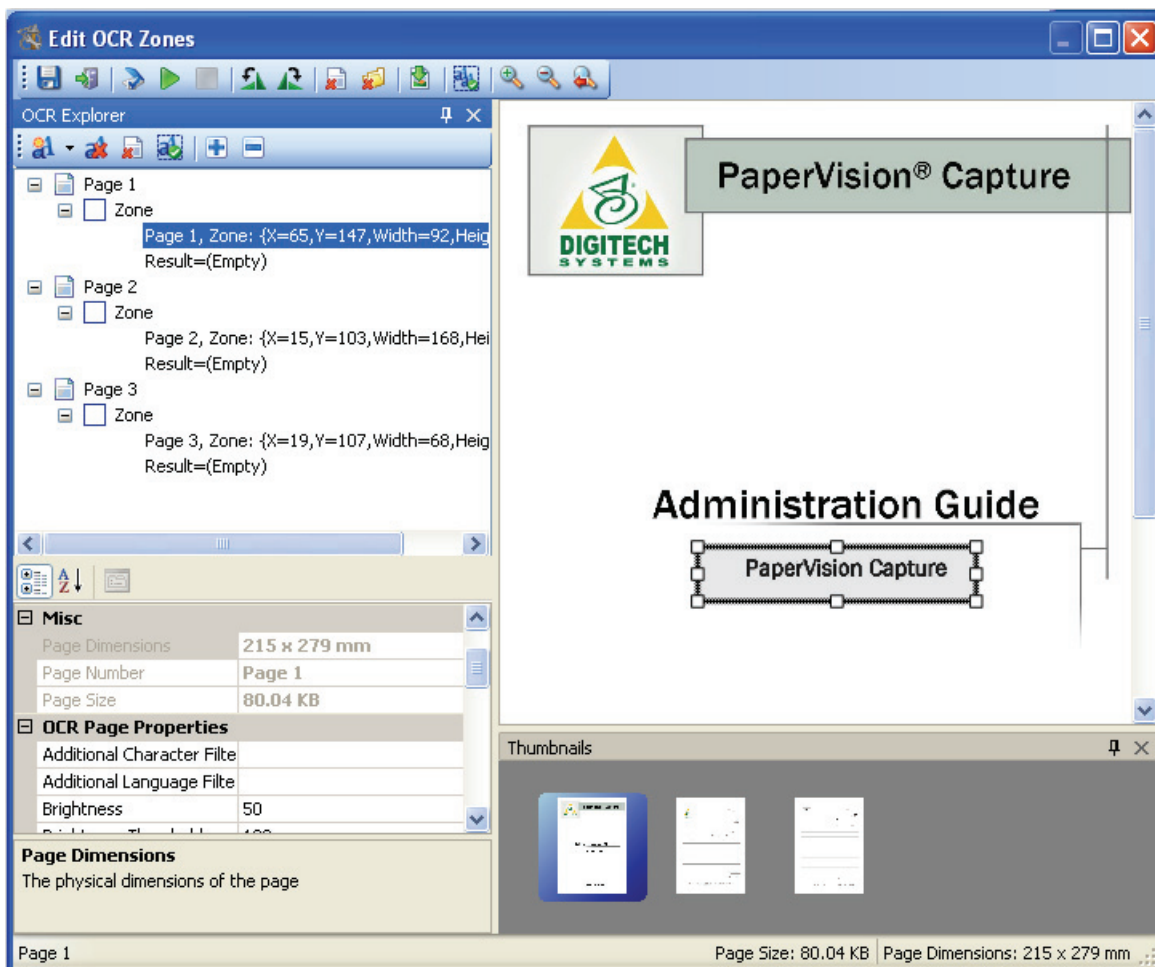 Edit OCR Zones
OCR Explorer
Page 1
Zone
Page 1, Zone: {X=65,Y=147,Width=92,Heig
Result=(Empty)
Page 2
Zone
Page 2, Zone: {X=15,Y=103,Width=168,Hei
Result=(Empty)
Page 3
Zone
Page 3, Zone: {X=19,Y=107,Width=68,Heig
Result=(Empty)
Misc
Page Dimensions 215 x 279 mm
Page Number Page 1
Page Size 80.04 KB
OCR Page Properties
Additional Character Filte
Additional Language Filte
Brightness 50
Page Dimensions
The physical dimensions of the page
DIGITECH
SYSTEMS
PaperVision® Capture
Administration Guide
PaperVision Capture
Thumbnails
Page 1
Page Size: 80.04 KB Page Dimensions: 215 x 279 mm